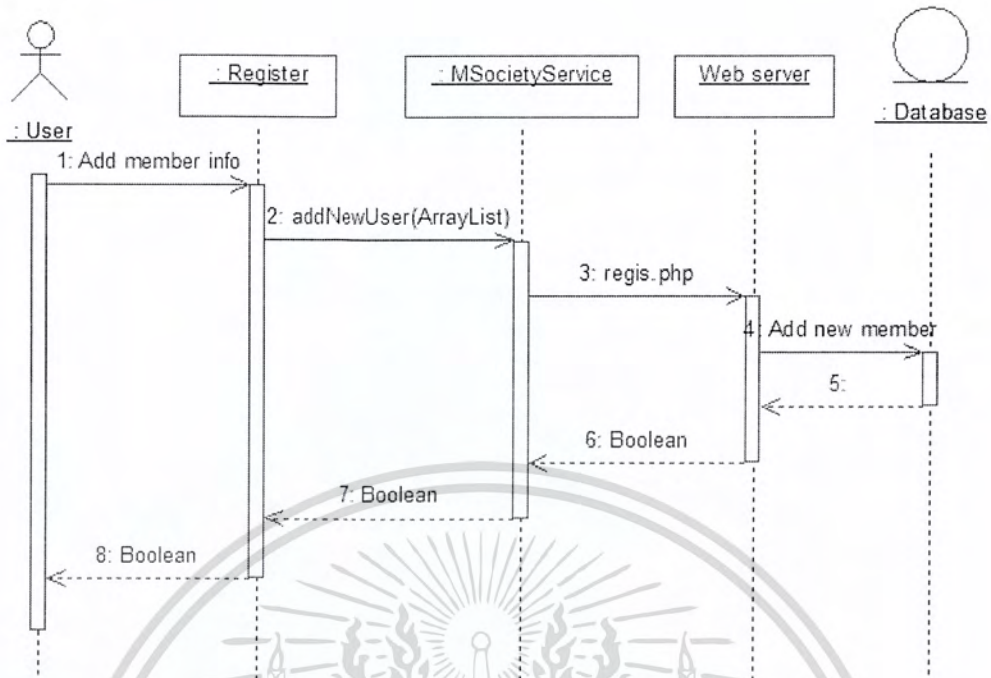 : User
: Register
: MSocietyService
Web server
: Database
1: Add member info
2: addNewUser(ArrayList)
3: regis.php
4: Add new member
5:
6: Boolean
7: Boolean
8: Boolean